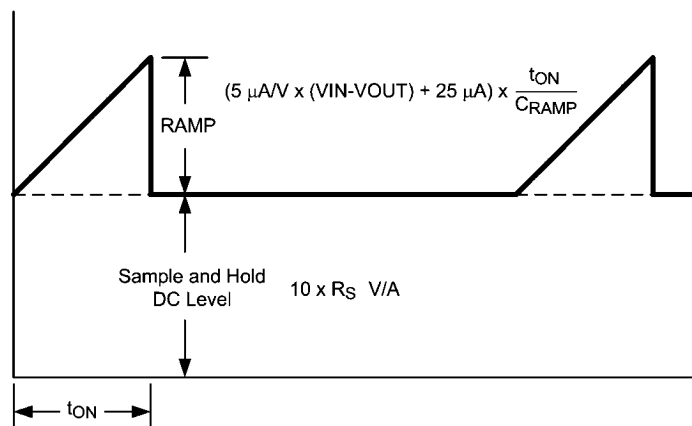 (5 μA/V x (VIN-VOUT) + 25 μA) x tON / CRAMP
RAMP
Sample and Hold
DC Level
10 x RS V/A
tON